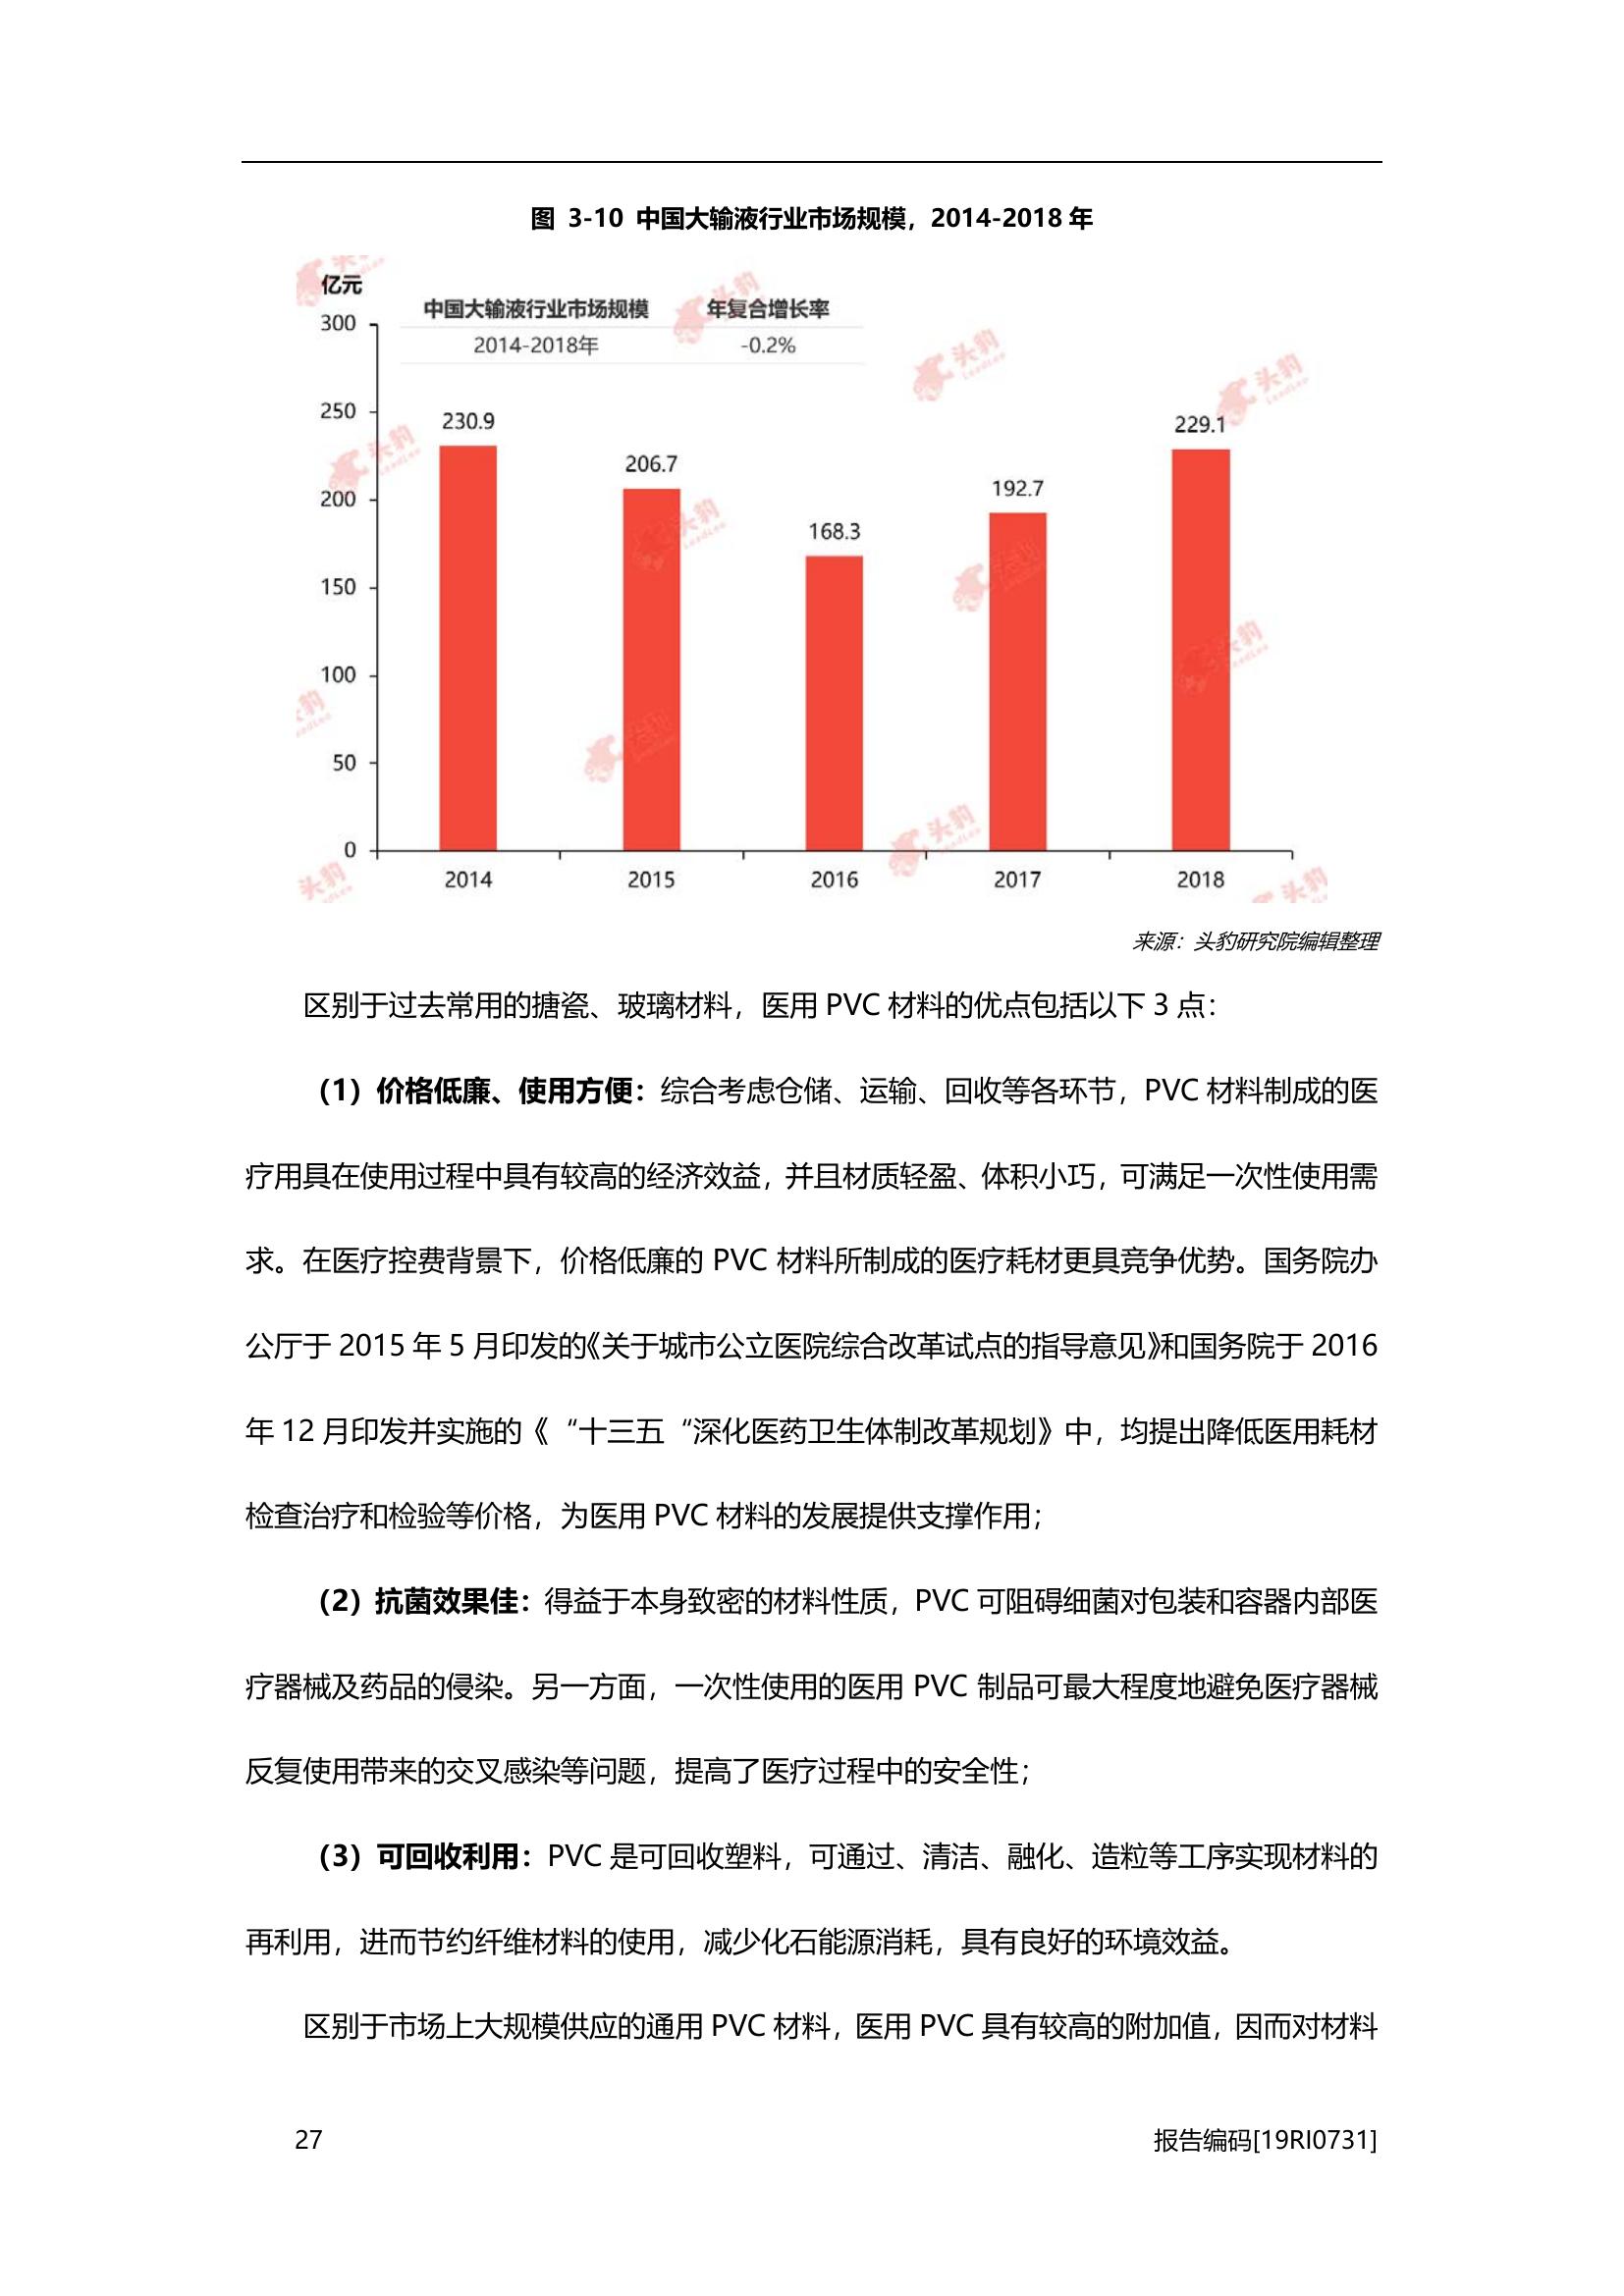 图 3-10 中国大输液行业市场规模，2014-2018 年
亿元
中国大输液行业市场规模 年复合增长率
2014-2018年 -0.2%
300
250
200
150
100
50
0
230.9
206.7
168.3
192.7
229.1
2014 2015 2016 2017 2018
头豹
LeadLeo
来源：头豹研究院编辑整理
区别于过去常用的搪瓷、玻璃材料，医用 PVC 材料的优点包括以下 3 点：
（1）价格低廉、使用方便：综合考虑仓储、运输、回收等各环节，PVC 材料制成的医
疗用具在使用过程中具有较高的经济效益，并且材质轻盈、体积小巧，可满足一次性使用需
求。在医疗控费背景下，价格低廉的 PVC 材料所制成的医疗耗材更具竞争优势。国务院办
公厅于 2015 年 5 月印发的《关于城市公立医院综合改革试点的指导意见》和国务院于 2016
年 12 月印发并实施的《 “十三五 “深化医药卫生体制改革规划》中，均提出降低医用耗材
检查治疗和检验等价格，为医用 PVC 材料的发展提供支撑作用；
（2）抗菌效果佳：得益于本身致密的材料性质，PVC 可阻碍细菌对包装和容器内部医
疗器械及药品的侵染。另一方面，一次性使用的医用 PVC 制品可最大程度地避免医疗器械
反复使用带来的交叉感染等问题，提高了医疗过程中的安全性；
（3）可回收利用：PVC 是可回收塑料，可通过、清洁、融化、造粒等工序实现材料的
再利用，进而节约纤维材料的使用，减少化石能源消耗，具有良好的环境效益。
区别于市场上大规模供应的通用 PVC 材料，医用 PVC 具有较高的附加值，因而对材料
27 报告编码[19RI0731]